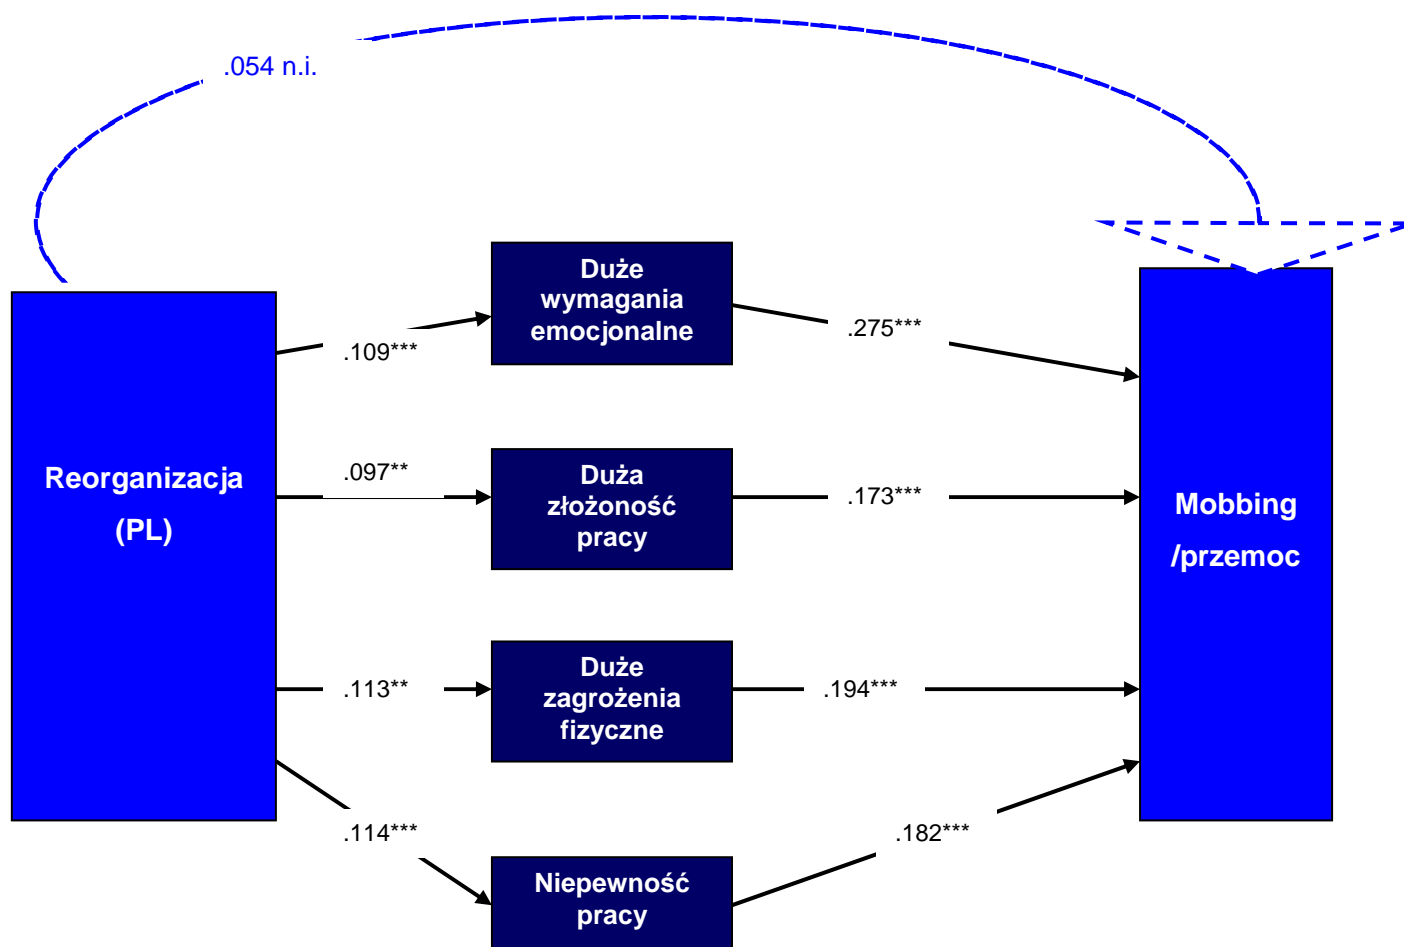 .054 n.i.
Duże
wymagania
emocjonalne
.109***
.275***
Reorganizacja
(PL)
.097**
Duża
złożoność
pracy
.173***
Mobbing
/przemoc
.113**
Duże
zagrożenia
fizyczne
.194***
.114***
Niepewność
pracy
.182***